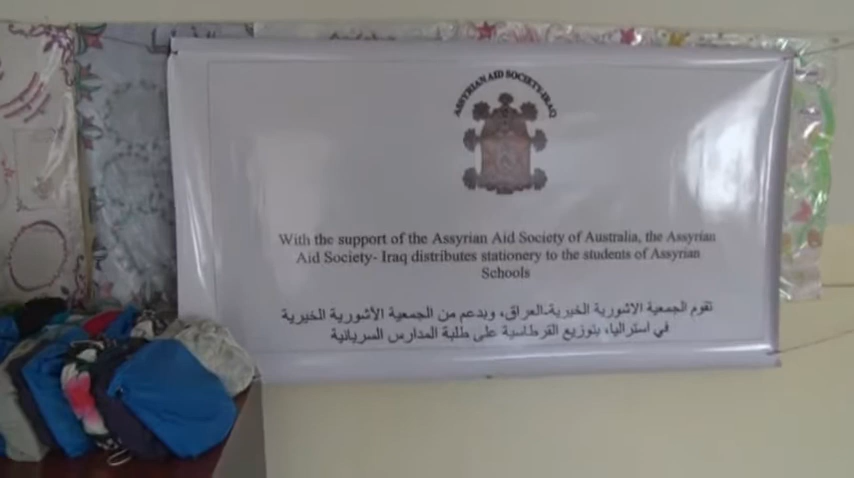 ASSYRIAN AID SOCIETY-IRAQ
With the support of the Assyrian Aid Society of Australia, the Assyrian
Aid Society- Iraq distributes stationery to the students of Assyrian
Schools
تقوم الجمعية الاشورية الخيرية-العراق، وبدعم من الجمعية الأشورية الخيرية
في استراليا، بتوزيع القرطاسية على طلبة المدارس السريانية